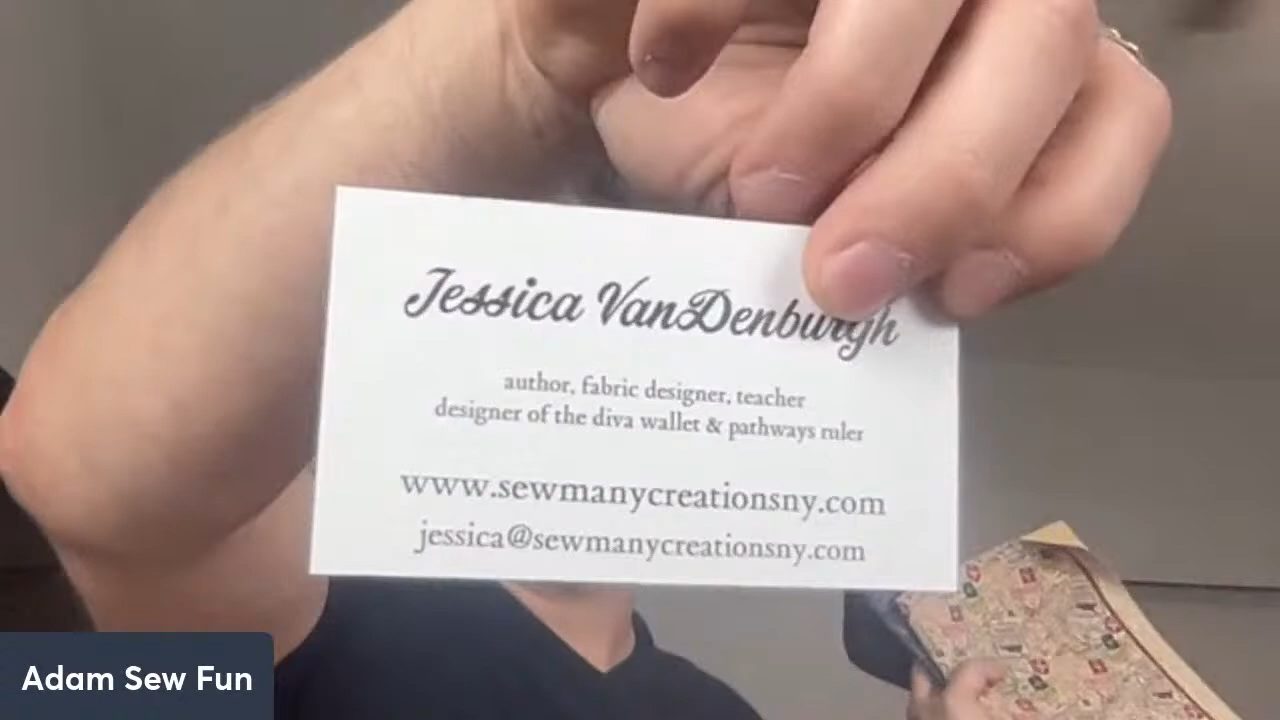 Jessica VanDenburgh
author, fabric designer, teacher
designer of the diva wallet & pathways ruler
www.sewmanycreationsny.com
jessica@sewmanycreationsny.com
Adam Sew Fun